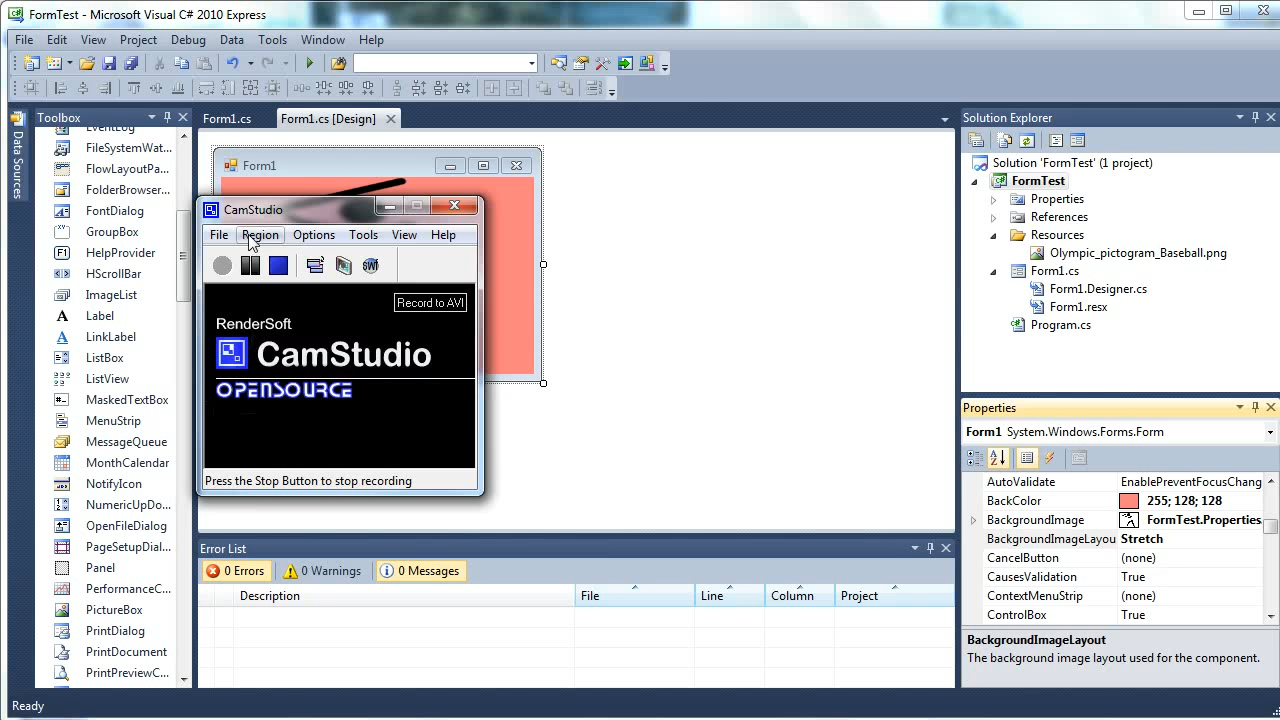 FormTest - Microsoft Visual C# 2010 Express
File Edit View Project Debug Data Tools Window Help
Data Sources
Toolbox
EventLog
FileSystemWat...
FlowLayoutPa...
FolderBrowser...
FontDialog
GroupBox
HelpProvider
HScrollBar
ImageList
Label
LinkLabel
ListBox
ListView
MaskedTextBox
MenuStrip
MessageQueue
MonthCalendar
NotifyIcon
NumericUpDo...
OpenFileDialog
PageSetupDial...
Panel
PerformanceC...
PictureBox
PrintDialog
PrintDocument
PrintPreviewC...
Form1.cs Form1.cs [Design]
Form1
CamStudio
File Region Options Tools View Help
Record to AVI
RenderSoft
CamStudio
OPENSOURCE
Press the Stop Button to stop recording
Error List
0 Errors 0 Warnings 0 Messages
Description File Line Column Project
Solution Explorer
Solution 'FormTest' (1 project)
FormTest
Properties
References
Resources
Olympic_pictogram_Baseball.png
Form1.cs
Form1.Designer.cs
Form1.resx
Program.cs
Properties
Form1 System.Windows.Forms.Form
AutoValidate EnablePreventFocusChang
BackColor 255; 128; 128
BackgroundImage FormTest.Properties
BackgroundImageLayou Stretch
CancelButton (none)
CausesValidation True
ContextMenuStrip (none)
ControlBox True
BackgroundImageLayout
The background image layout used for the component.
Ready